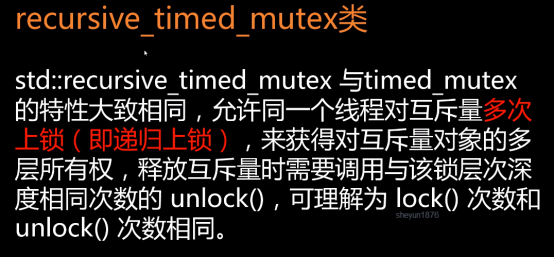 recursive_timed_mutex类
std::recursive_timed_mutex 与timed_mutex
的特性大致相同，允许同一个线程对互斥量多次
上锁（即递归上锁），来获得对互斥量对象的多
层所有权，释放互斥量时需要调用与该锁层次深
度相同次数的 unlock()，可理解为 lock() 次数和
unlock() 次数相同。
sheyun1876